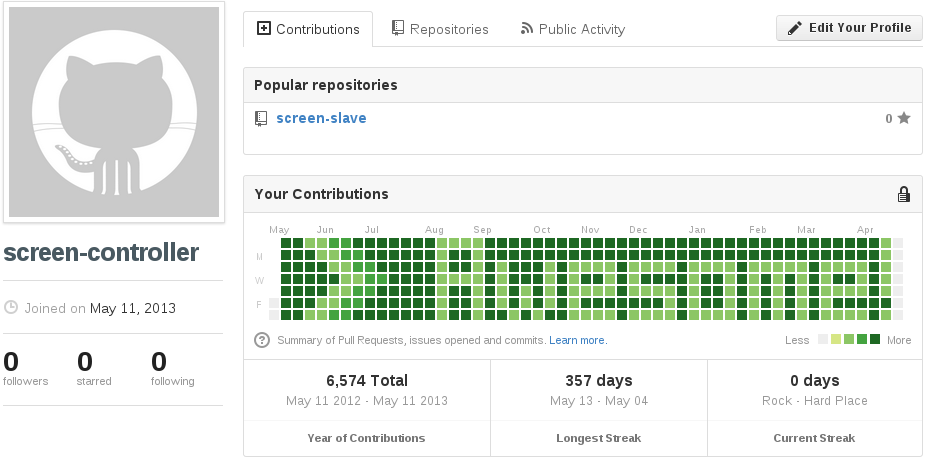 Contributions
Repositories
Public Activity
Edit Your Profile
Popular repositories
screen-slave
0
Your Contributions
May Jun Jul Aug Sep Oct Nov Dec Jan Feb Mar Apr
M
W
F
Summary of Pull Requests, issues opened and commits. Learn more.
Less More
6,574 Total
May 11 2012 - May 11 2013
Year of Contributions
357 days
May 13 - May 04
Longest Streak
0 days
Rock - Hard Place
Current Streak
screen-controller
Joined on May 11, 2013
0 0 0
followers starred following